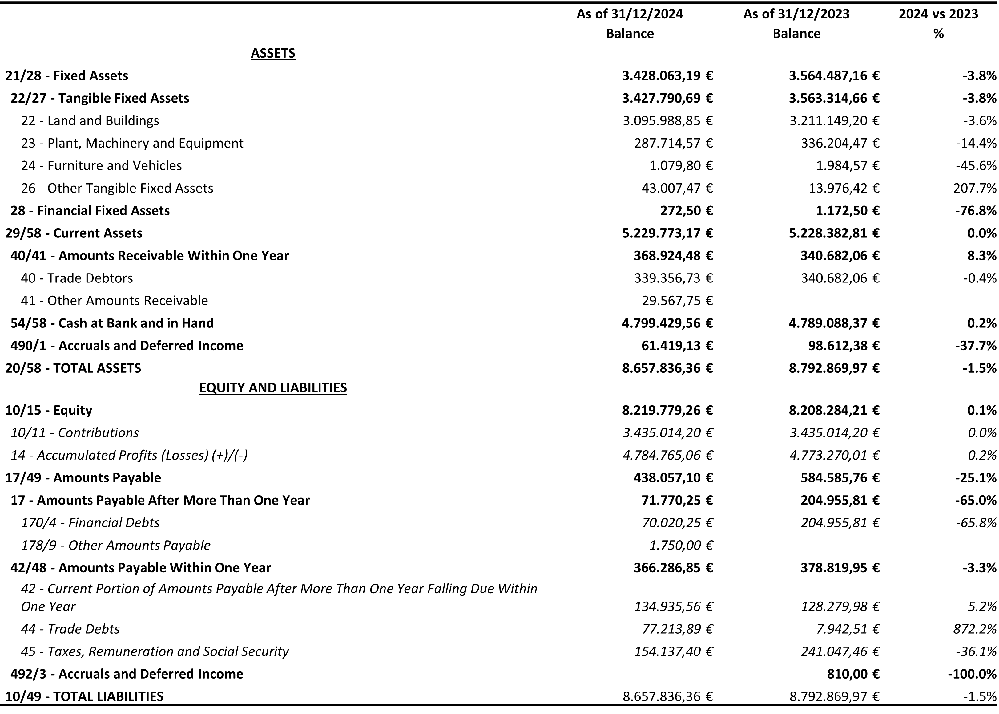 As of 31/12/2024 As of 31/12/2023 2024 vs 2023
Balance Balance %
ASSETS
21/28 - Fixed Assets 3.428.063,19 € 3.564.487,16 € -3.8%
22/27 - Tangible Fixed Assets 3.427.790,69 € 3.563.314,66 € -3.8%
22 - Land and Buildings 3.095.988,85 € 3.211.149,20 € -3.6%
23 - Plant, Machinery and Equipment 287.714,57 € 336.204,47 € -14.4%
24 - Furniture and Vehicles 1.079,80 € 1.984,57 € -45.6%
26 - Other Tangible Fixed Assets 43.007,47 € 13.976,42 € 207.7%
28 - Financial Fixed Assets 272,50 € 1.172,50 € -76.8%
29/58 - Current Assets 5.229.773,17 € 5.228.382,81 € 0.0%
40/41 - Amounts Receivable Within One Year 368.924,48 € 340.682,06 € 8.3%
40 - Trade Debtors 339.356,73 € 340.682,06 € -0.4%
41 - Other Amounts Receivable 29.567,75 €
54/58 - Cash at Bank and in Hand 4.799.429,56 € 4.789.088,37 € 0.2%
490/1 - Accruals and Deferred Income 61.419,13 € 98.612,38 € -37.7%
20/58 - TOTAL ASSETS 8.657.836,36 € 8.792.869,97 € -1.5%
EQUITY AND LIABILITIES
10/15 - Equity 8.219.779,26 € 8.208.284,21 € 0.1%
10/11 - Contributions 3.435.014,20 € 3.435.014,20 € 0.0%
14 - Accumulated Profits (Losses) (+)/(-) 4.784.765,06 € 4.773.270,01 € 0.2%
17/49 - Amounts Payable 438.057,10 € 584.585,76 € -25.1%
17 - Amounts Payable After More Than One Year 71.770,25 € 204.955,81 € -65.0%
170/4 - Financial Debts 70.020,25 € 204.955,81 € -65.8%
178/9 - Other Amounts Payable 1.750,00 €
42/48 - Amounts Payable Within One Year 366.286,85 € 378.819,95 € -3.3%
42 - Current Portion of Amounts Payable After More Than One Year Falling Due Within
One Year 134.935,56 € 128.279,98 € 5.2%
44 - Trade Debts 77.213,89 € 7.942,51 € 872.2%
45 - Taxes, Remuneration and Social Security 154.137,40 € 241.047,46 € -36.1%
492/3 - Accruals and Deferred Income 810,00 € -100.0%
10/49 - TOTAL LIABILITIES 8.657.836,36 € 8.792.869,97 € -1.5%